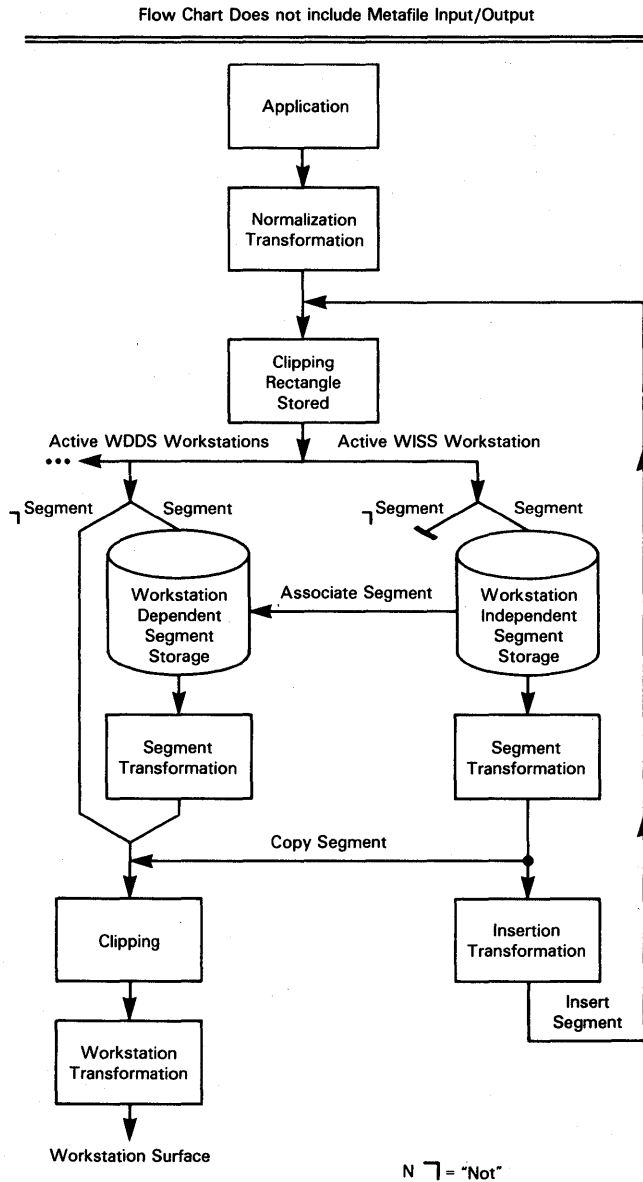 Flow Chart Does not include Metafile Input/Output
Application
Normalization
Transformation
Clipping
Rectangle
Stored
Active WDDS Workstations
Active WISS Workstation
•••
¬Segment
Segment
¬Segment
Segment
Workstation
Dependent
Segment
Storage
Associate Segment
Workstation
Independent
Segment
Storage
Segment
Transformation
Segment
Transformation
Copy Segment
Clipping
Insertion
Transformation
Insert
Segment
Workstation
Transformation
Workstation Surface
N ¬ = "Not"